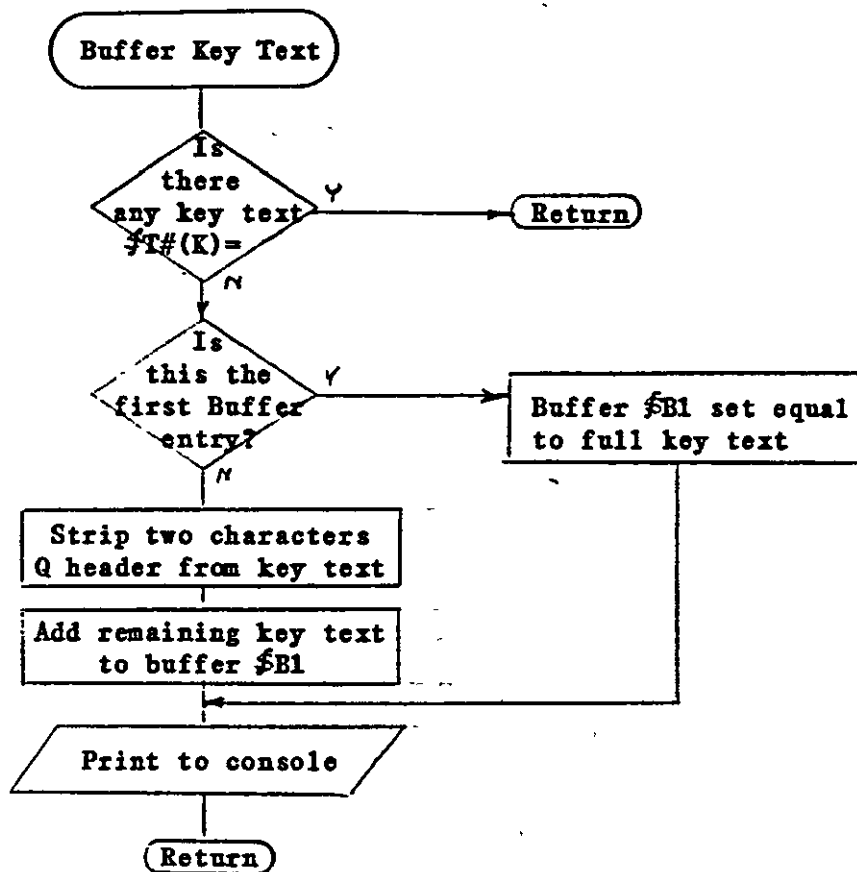 Buffer Key Text
Is
there
any key text
$T#(K)=
Y
Return
N
Is
this the
first Buffer
entry?
Y
Buffer $B1 set equal
to full key text
N
Strip two characters
Q header from key text
Add remaining key text
to buffer $B1
Print to console
Return